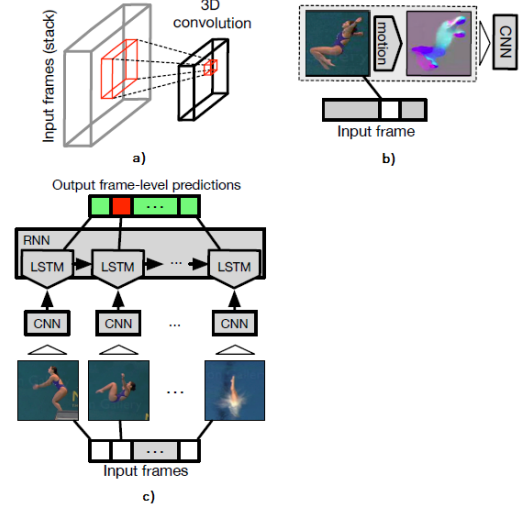 3D
convolution
Input frames (stack)
a)
motion
CNN
Input frame
b)
Output frame-level predictions
...
RNN
LSTM
LSTM
...
LSTM
CNN
CNN
...
CNN
...
...
Input frames
c)